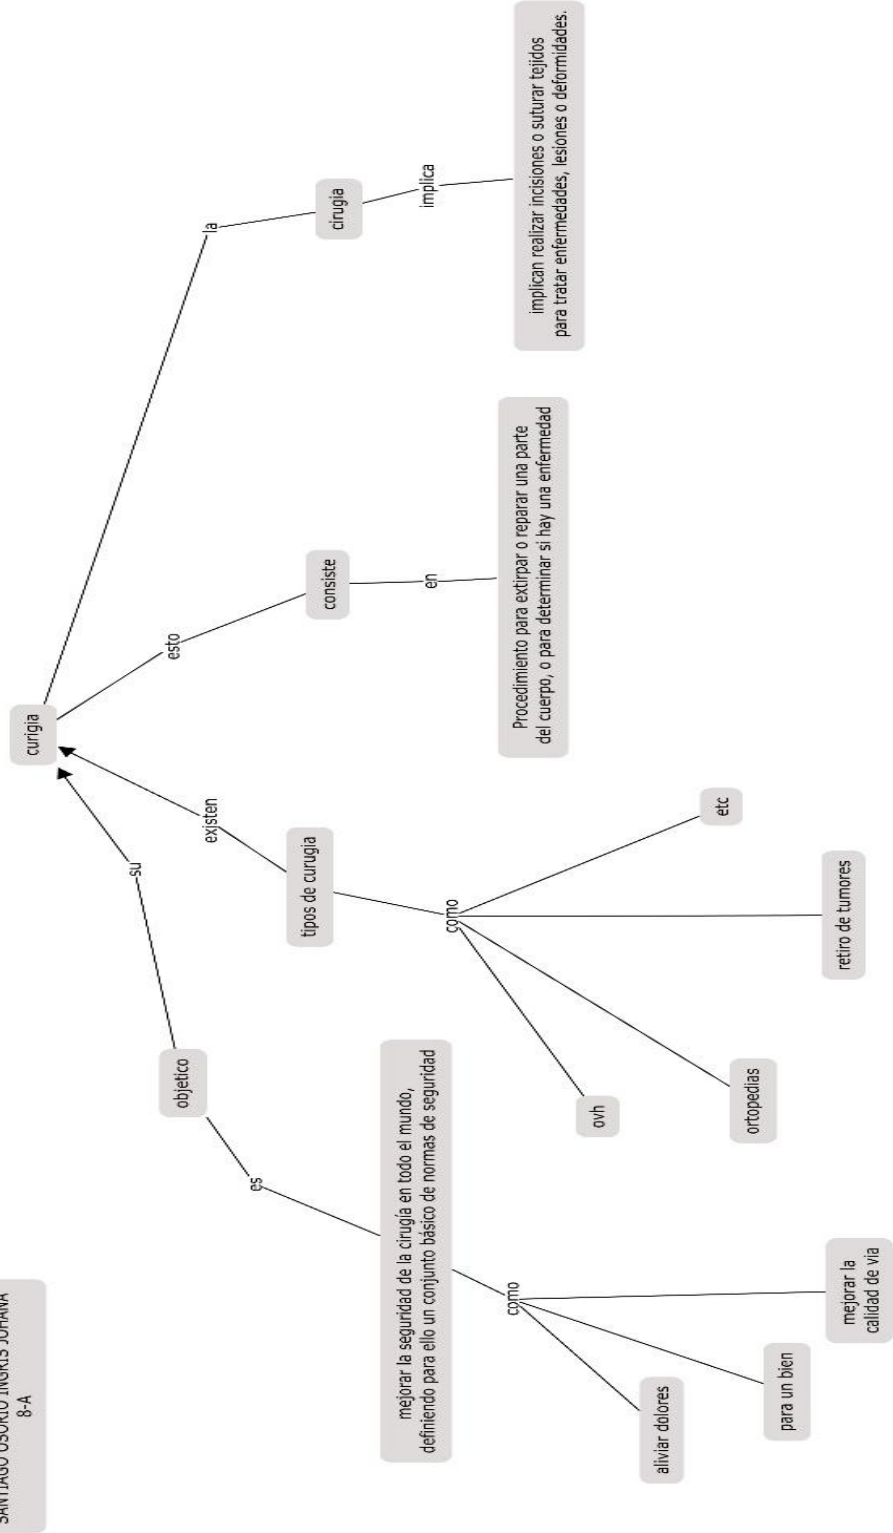 SANTIAGO OSORIO INGRIS JOHANA
8-A
curigia
su
existen
esto
la
objetico
tipos de curugia
consiste
cirugia
es
como
en
implica
mejorar la seguridad de la cirugía en todo el mundo,
definiendo para ello un conjunto básico de normas de seguridad
ovh
ortopedias
retiro de tumores
etc
Procedimiento para extirpar o reparar una parte
del cuerpo, o para determinar si hay una enfermedad
implican realizar incisiones o suturar tejidos
para tratar enfermedades, lesiones o deformidades.
como
aliviar dolores
para un bien
mejorar la
calidad de via